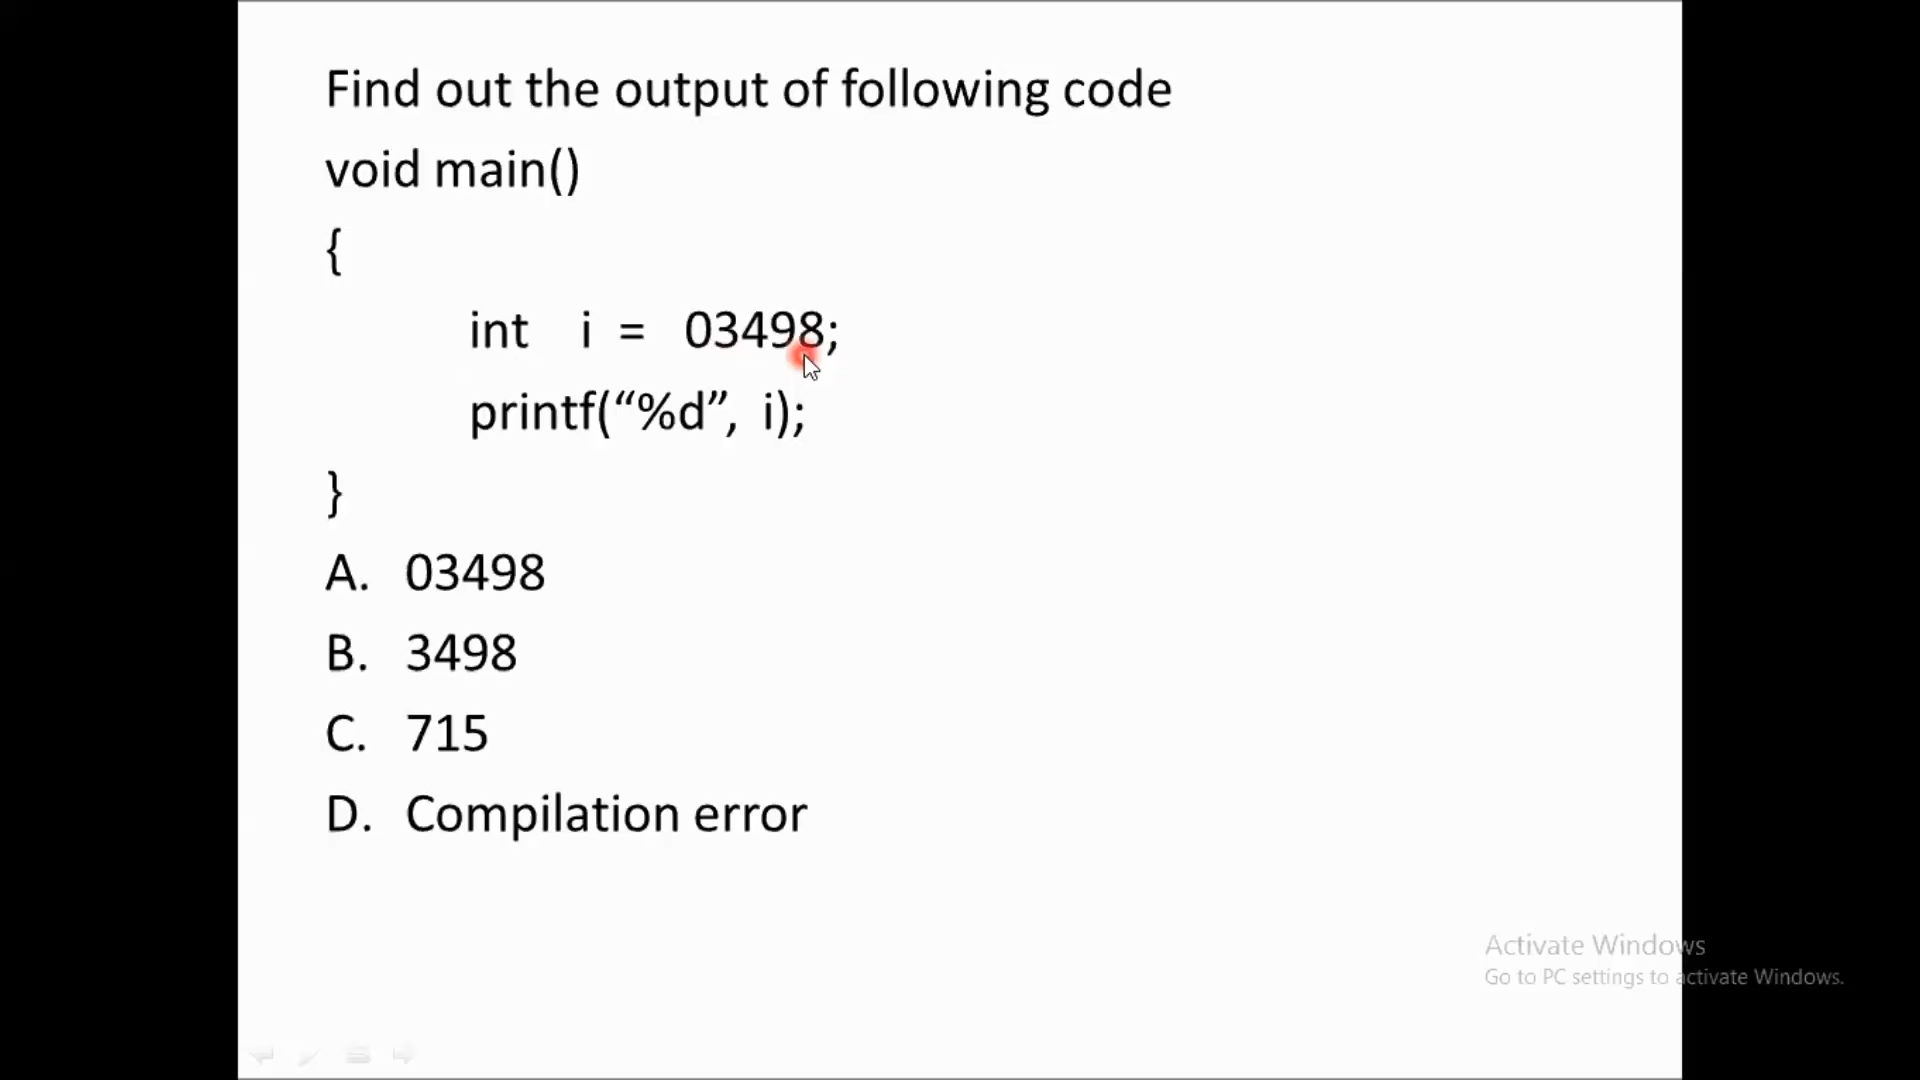 Find out the output of following code
void main()
{
int i = 03498;
printf(“%d”, i);
}
A. 03498
B. 3498
C. 715
D. Compilation error
Activate Windows
Go to PC settings to activate Windows.